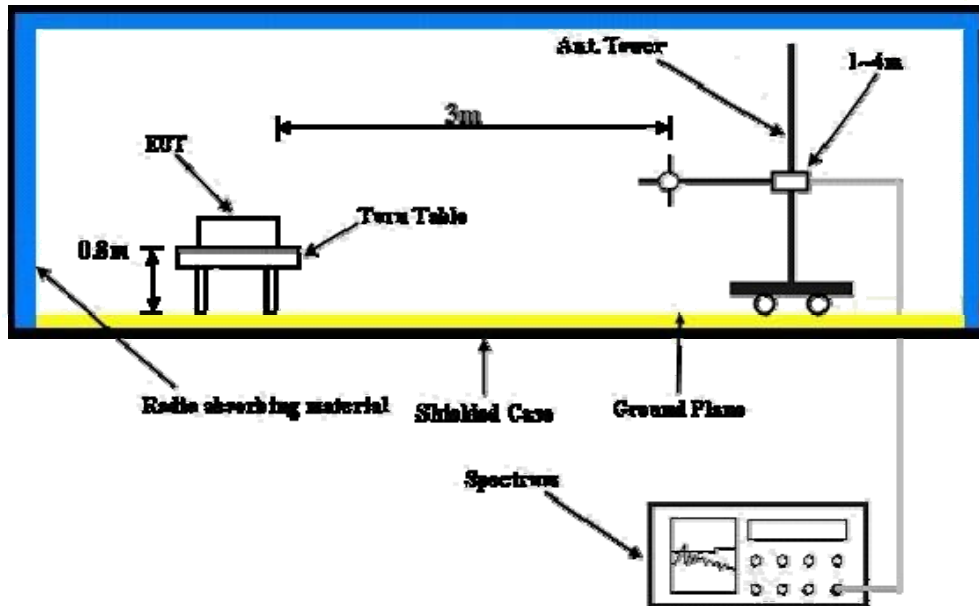 Ant. Tower
1~4m
3m
EUT
Turn Table
0.8m
Radio absorbing material
Shielded Case
Ground Plane
Spectrum